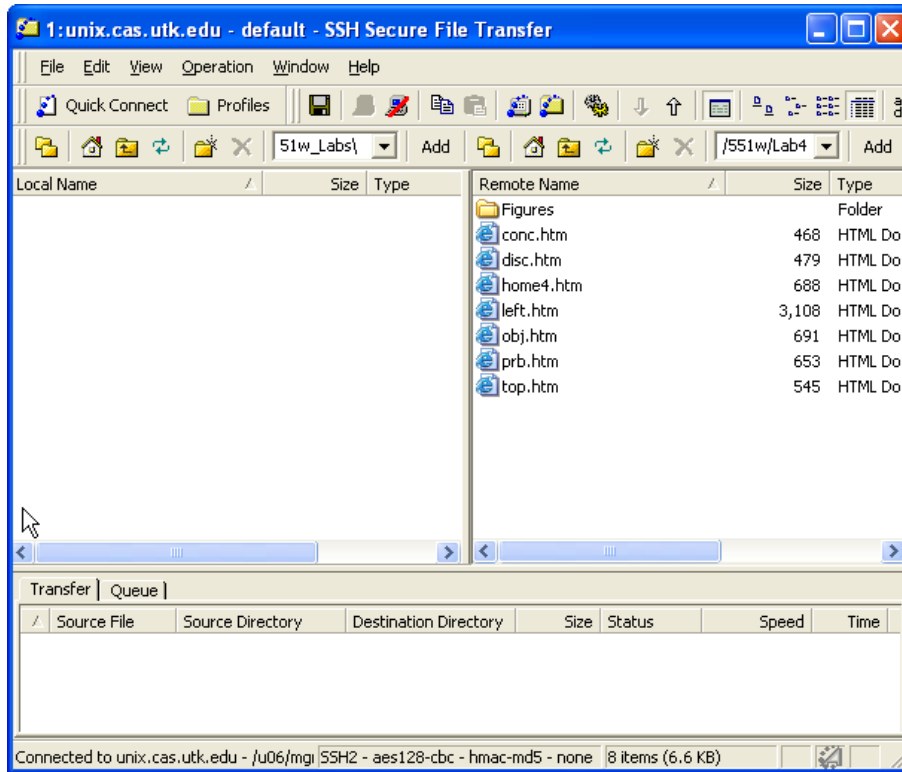 1:unix.cas.utk.edu - default - SSH Secure File Transfer
File Edit View Operation Window Help
Quick Connect Profiles
51w_Labs\ Add /551w/Lab4 Add
Local Name Size Type Remote Name Size Type
Figures Folder
conc.htm 468 HTML Do
disc.htm 479 HTML Do
home4.htm 688 HTML Do
left.htm 3,108 HTML Do
obj.htm 691 HTML Do
prb.htm 653 HTML Do
top.htm 545 HTML Do
Transfer Queue
Source File Source Directory Destination Directory Size Status Speed Time
Connected to unix.cas.utk.edu - /u06/mg SSH2 - aes128-cbc - hmac-md5 - none 8 items (6.6 KB)